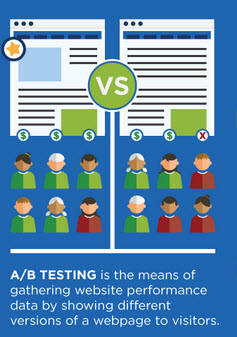 VS
$ $ $ $ $ X
A/B TESTING is the means of
gathering website performance
data by showing different
versions of a webpage to visitors.